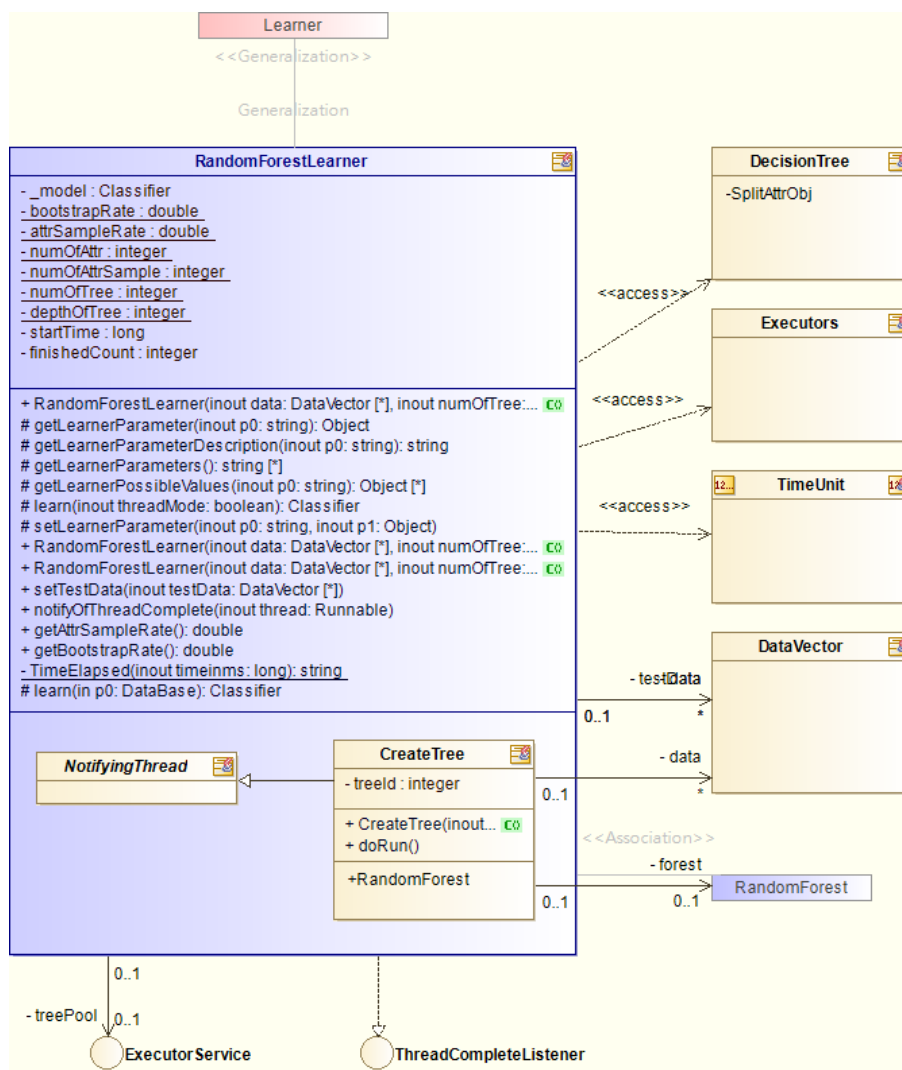 Learner
<<Generalization>>
Generalization
RandomForestLearner
- _model : Classifier
- bootstrapRate : double
- attrSampleRate : double
- numOfAttr : integer
- numOfAttrSample : integer
- numOfTree : integer
- depthOfTree : integer
- startTime : long
- finishedCount : integer
+ RandomForestLearner(inout data: DataVector [*], inout numOfTree:... C()
# getLearnerParameter(inout p0: string): Object
# getLearnerParameterDescription(inout p0: string): string
# getLearnerParameters(): string [*]
# getLearnerPossibleValues(inout p0: string): Object [*]
# learn(inout threadMode: boolean): Classifier
# setLearnerParameter(inout p0: string, inout p1: Object)
+ RandomForestLearner(inout data: DataVector [*], inout numOfTree:... C()
+ RandomForestLearner(inout data: DataVector [*], inout numOfTree:... C()
+ setTestData(inout testData: DataVector [*])
+ notifyOfThreadComplete(inout thread: Runnable)
+ getAttrSampleRate(): double
+ getBootstrapRate(): double
- TimeElapsed(inout timeinms: long): string
# learn(in p0: DataBase): Classifier
NotifyingThread
CreateTree
- treeId : integer
+ CreateTree(inout... C()
+ doRun()
+RandomForest
DecisionTree
-SplitAttrObj
<<access>>
Executors
<<access>>
12...
TimeUnit
<<access>>
DataVector
- testData
0..1
*
- data
0..1
*
<<Association>>
- forest
0..1
0..1
RandomForest
0..1
- treePool
0..1
ExecutorService
ThreadCompleteListener